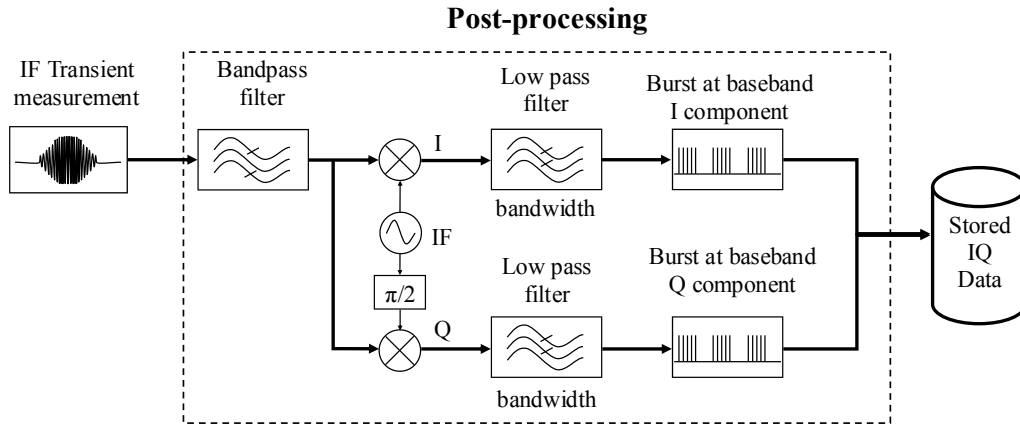 Post-processing
IF Transient
measurement
Bandpass
filter
Low pass
filter
Burst at baseband
I component
I
bandwidth
IF
π/2
Q
Low pass
filter
Burst at baseband
Q component
bandwidth
Stored
IQ
Data